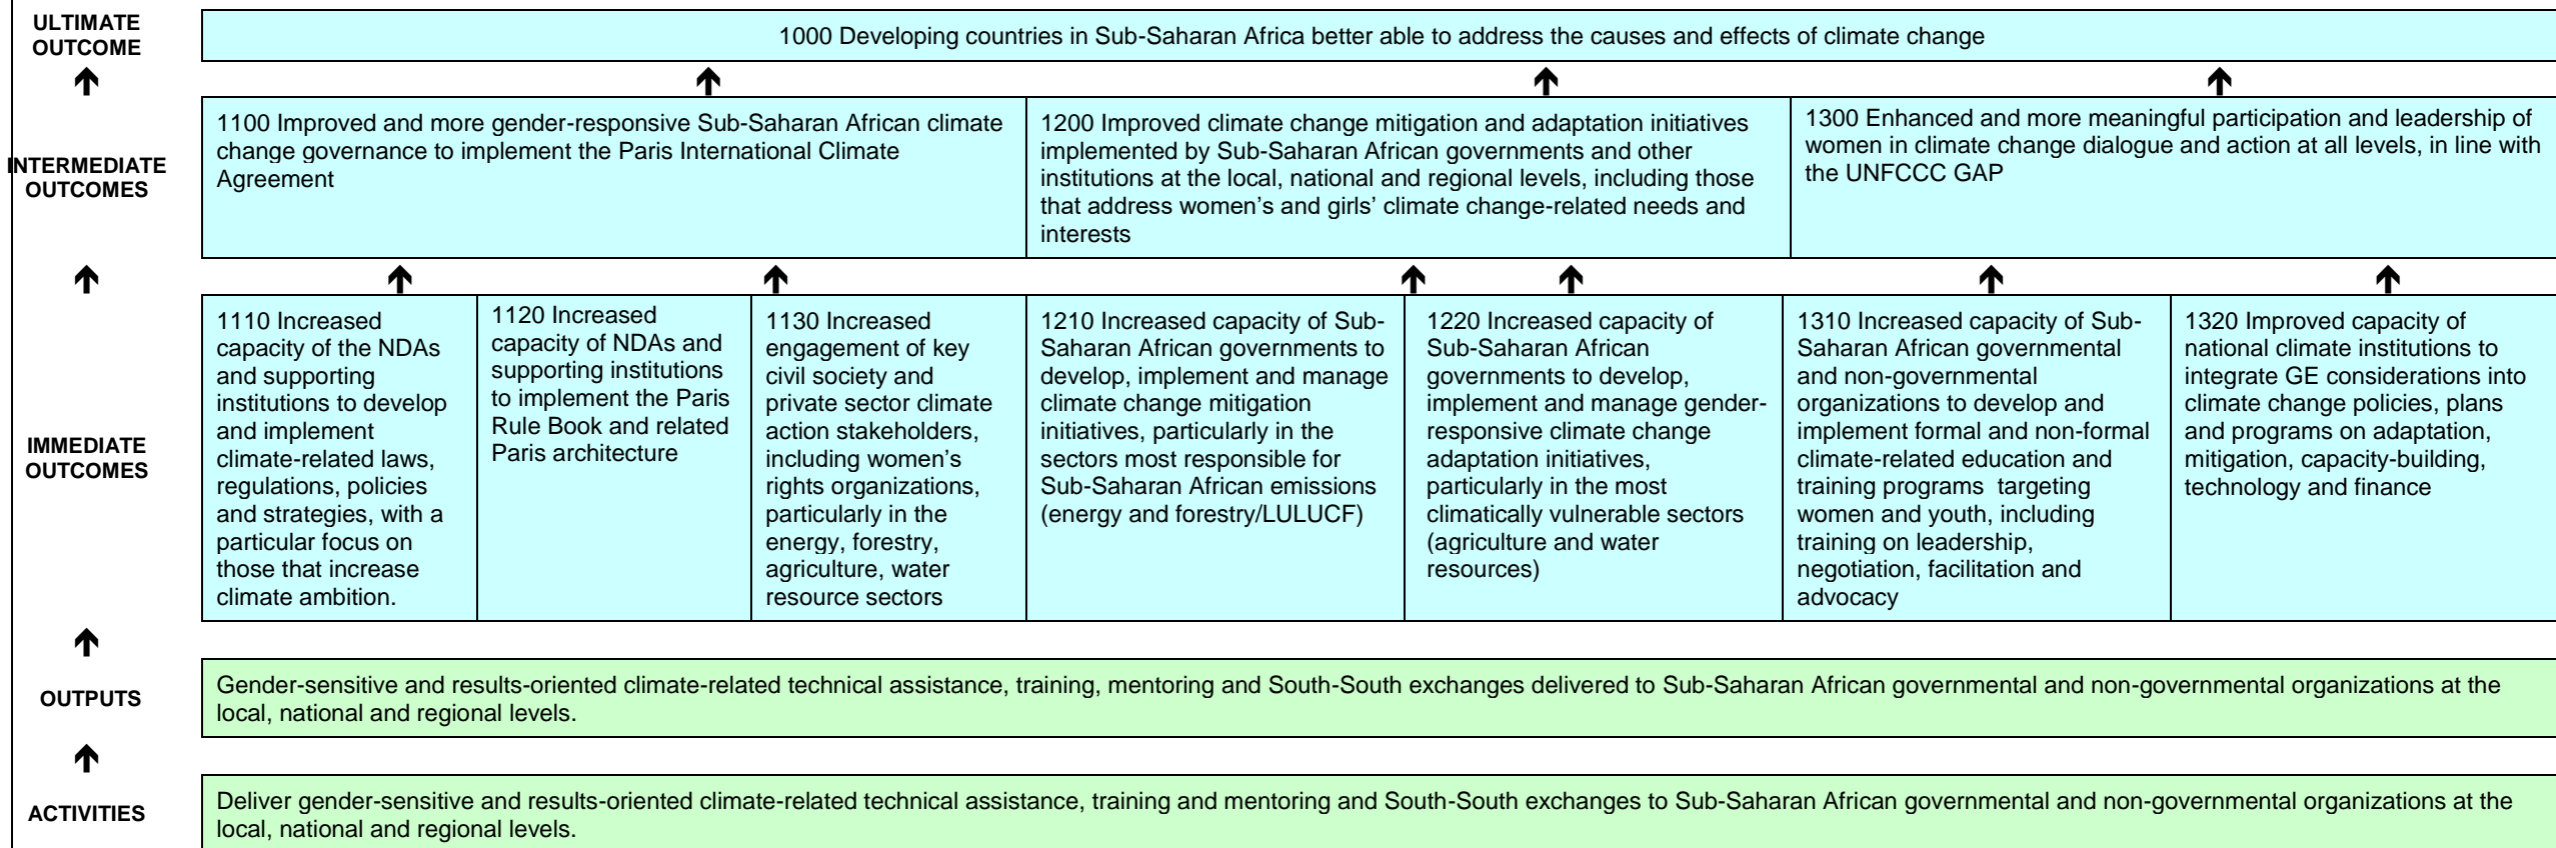 ULTIMATE
OUTCOME
1000 Developing countries in Sub-Saharan Africa better able to address the causes and effects of climate change
INTERMEDIATE
OUTCOMES
1100 Improved and more gender-responsive Sub-Saharan African climate
change governance to implement the Paris International Climate
Agreement
1200 Improved climate change mitigation and adaptation initiatives
implemented by Sub-Saharan African governments and other
institutions at the local, national and regional levels, including those
that address women’s and girls’ climate change-related needs and
interests
1300 Enhanced and more meaningful participation and leadership of
women in climate change dialogue and action at all levels, in line with
the UNFCCC GAP
IMMEDIATE
OUTCOMES
1110 Increased
capacity of the NDAs
and supporting
institutions to develop
and implement
climate-related laws,
regulations, policies
and strategies, with a
particular focus on
those that increase
climate ambition.
1120 Increased
capacity of NDAs and
supporting institutions
to implement the Paris
Rule Book and related
Paris architecture
1130 Increased
engagement of key
civil society and
private sector climate
action stakeholders,
including women’s
rights organizations,
particularly in the
energy, forestry,
agriculture, water
resource sectors
1210 Increased capacity of Sub-
Saharan African governments to
develop, implement and manage
climate change mitigation
initiatives, particularly in the
sectors most responsible for
Sub-Saharan African emissions
(energy and forestry/LULUCF)
1220 Increased capacity of
Sub-Saharan African
governments to develop,
implement and manage gender-
responsive climate change
adaptation initiatives,
particularly in the most
climatically vulnerable sectors
(agriculture and water
resources)
1310 Increased capacity of Sub-
Saharan African governmental
and non-governmental
organizations to develop and
implement formal and non-formal
climate-related education and
training programs targeting
women and youth, including
training on leadership,
negotiation, facilitation and
advocacy
1320 Improved capacity of
national climate institutions to
integrate GE considerations into
climate change policies, plans
and programs on adaptation,
mitigation, capacity-building,
technology and finance
OUTPUTS
Gender-sensitive and results-oriented climate-related technical assistance, training, mentoring and South-South exchanges delivered to Sub-Saharan African governmental and non-governmental organizations at the
local, national and regional levels.
ACTIVITIES
Deliver gender-sensitive and results-oriented climate-related technical assistance, training and mentoring and South-South exchanges to Sub-Saharan African governmental and non-governmental organizations at the
local, national and regional levels.